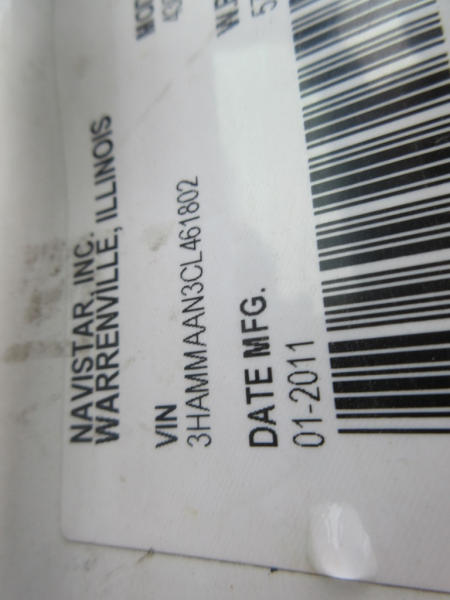 NAVISTAR, INC.
WARRENVILLE, ILLINOIS
VIN
3HAMMAAN3CL461802
DATE MFG.
01-2011